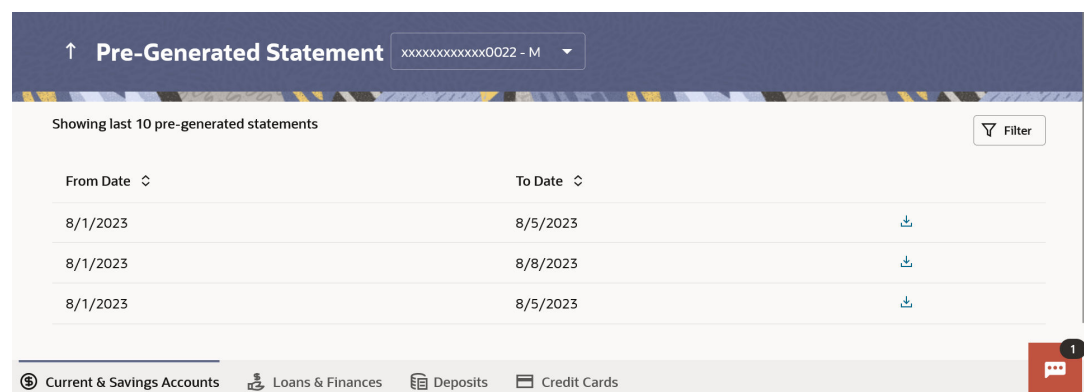 Pre-Generated Statement xxxxxxxxxxxx0022 - M
Showing last 10 pre-generated statements
Filter
From Date To Date
8/1/2023 8/5/2023
8/1/2023 8/8/2023
8/1/2023 8/5/2023
1
Current & Savings Accounts Loans & Finances Deposits Credit Cards